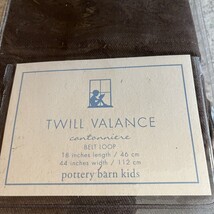 TWILL VALANCE
cantonnière
BELT LOOP
18 inches length / 46 cm
44 inches width / 112 cm
pottery barn kids